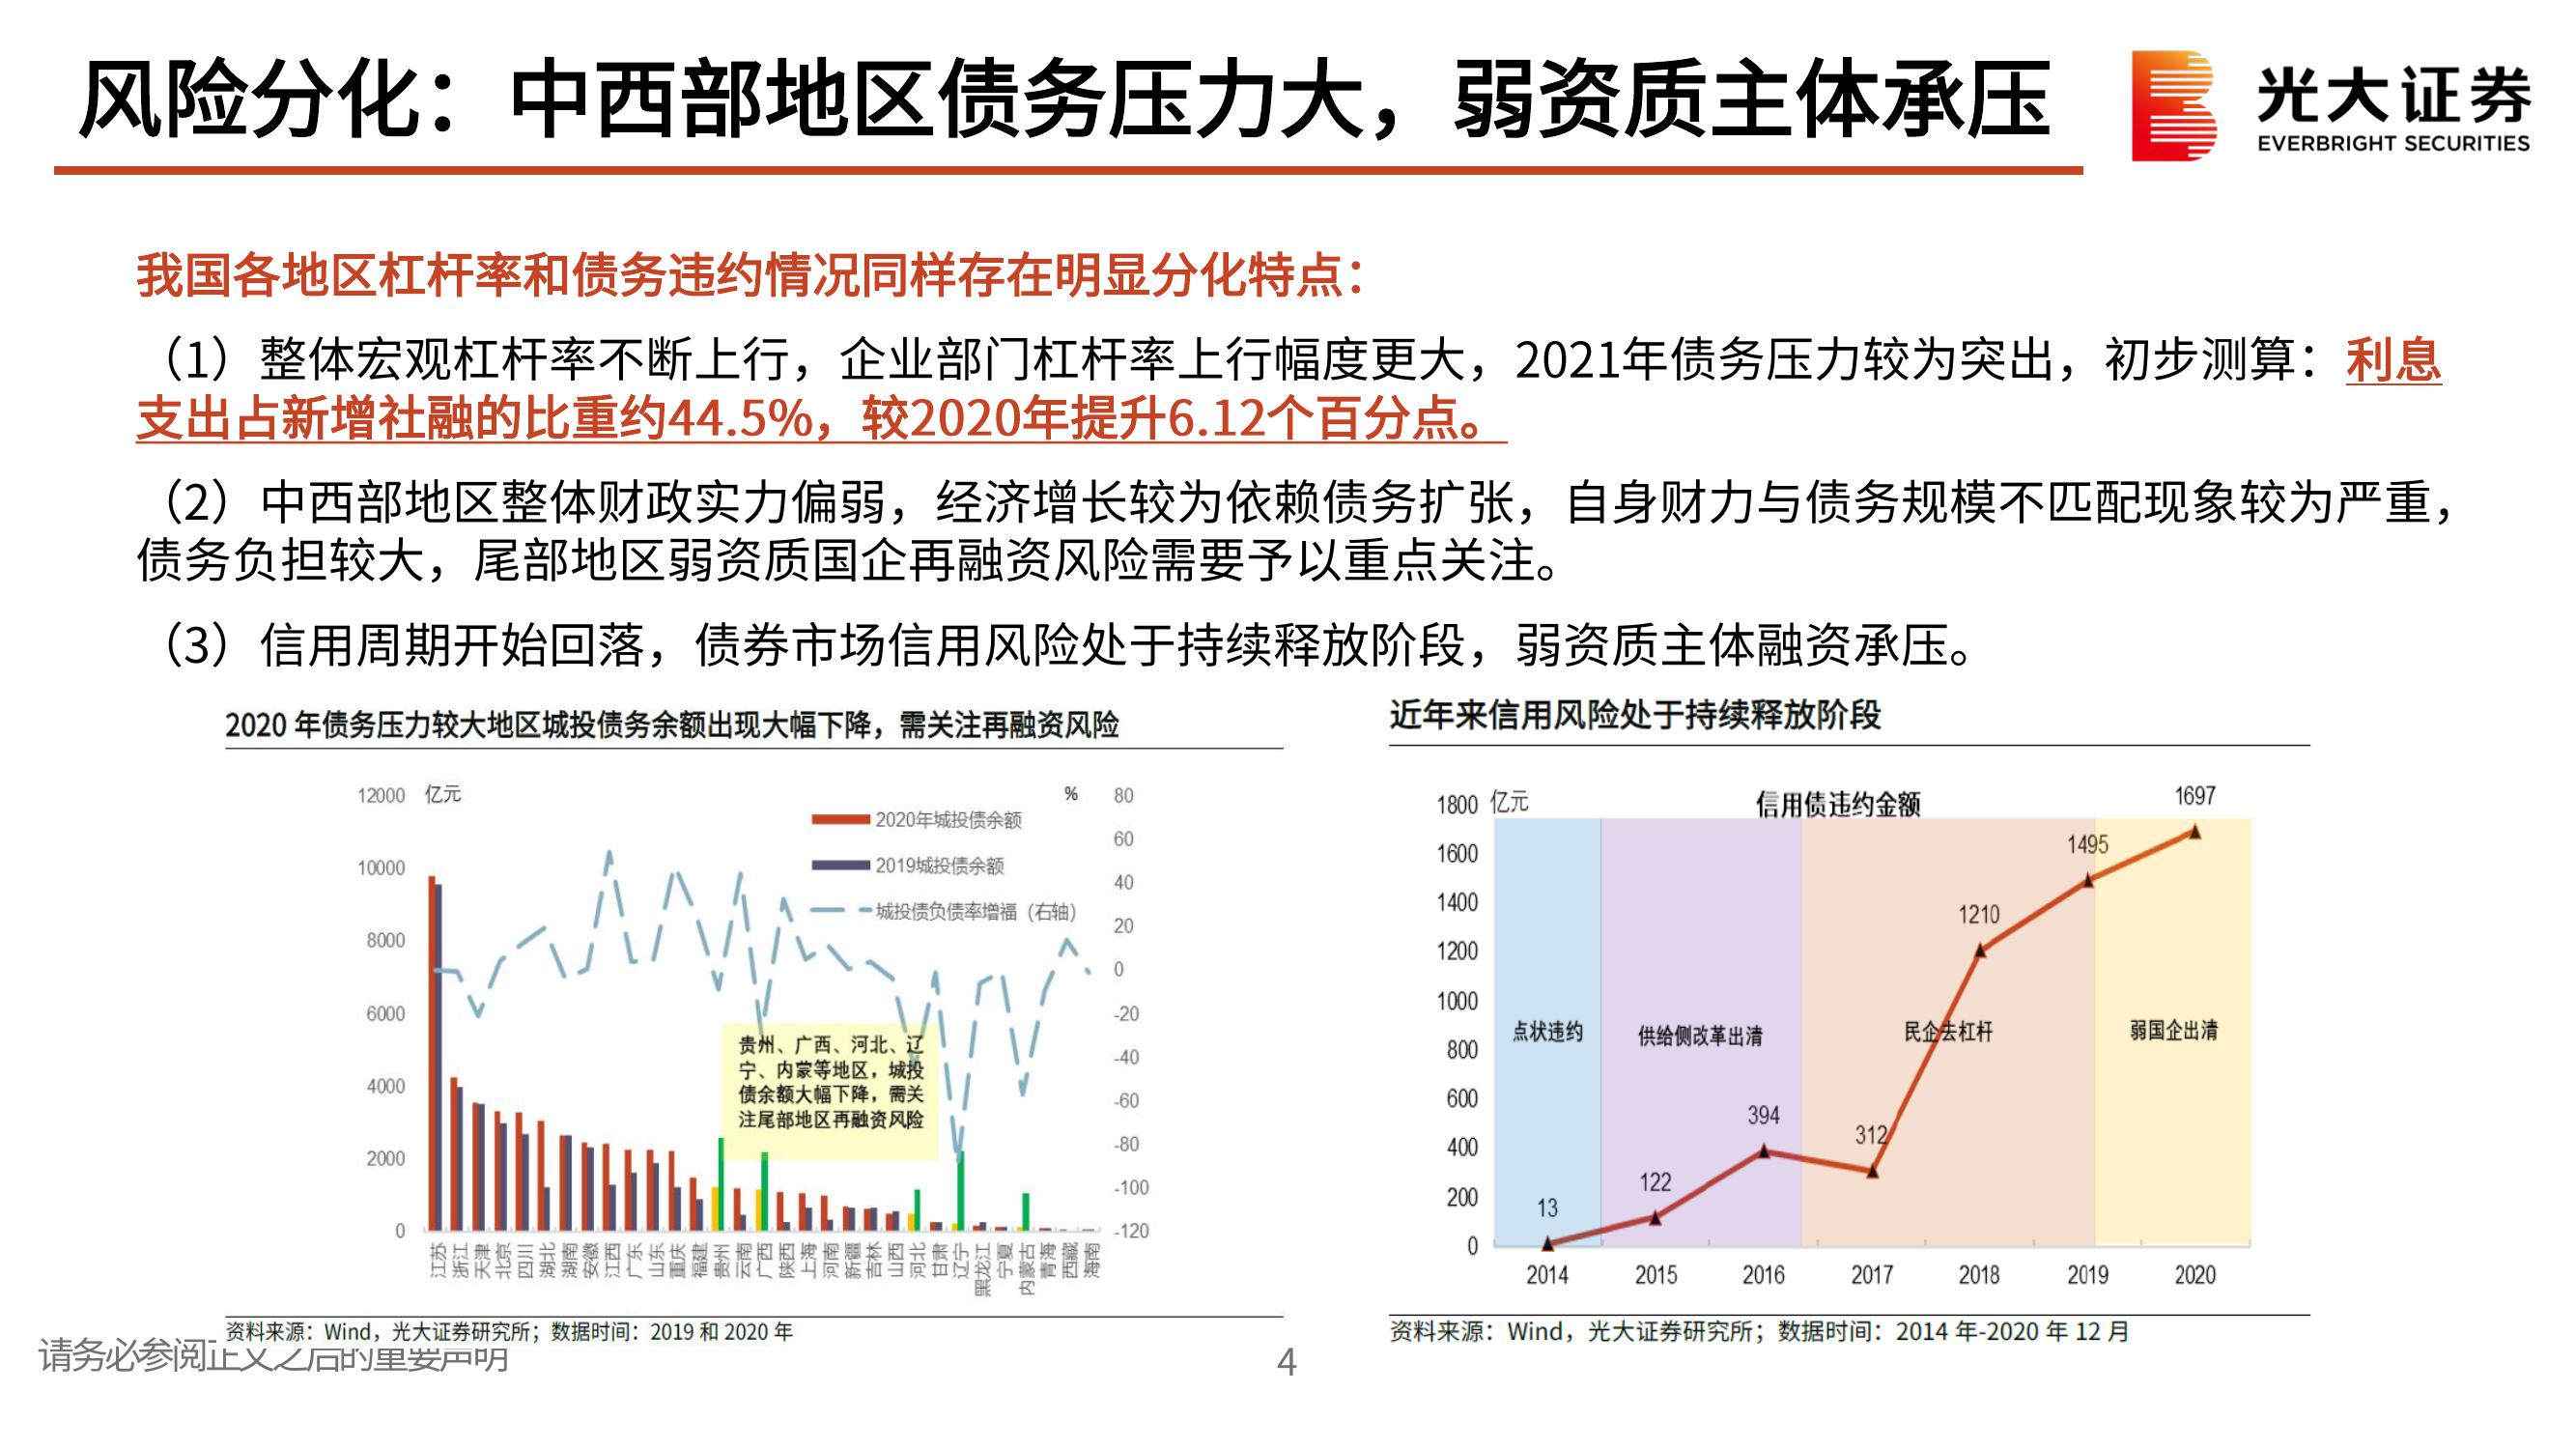 风险分化：中西部地区债务压力大，弱资质主体承压
光大证券
EVERBRIGHT SECURITIES
我国各地区杠杆率和债务违约情况同样存在明显分化特点：
（1）整体宏观杠杆率不断上行，企业部门杠杆率上行幅度更大，2021年债务压力较为突出，初步测算：利息
支出占新增社融的比重约44.5%，较2020年提升6.12个百分点。
（2）中西部地区整体财政实力偏弱，经济增长较为依赖债务扩张，自身财力与债务规模不匹配现象较为严重，
债务负担较大，尾部地区弱资质国企再融资风险需要予以重点关注。
（3）信用周期开始回落，债券市场信用风险处于持续释放阶段，弱资质主体融资承压。
2020 年债务压力较大地区城投债务余额出现大幅下降，需关注再融资风险
12000
10000
8000
6000
4000
2000
0
亿元
2020年城投债余额
2019城投债余额
城投债负债率增福（右轴）
%
80
60
40
20
0
-20
-40
-60
-80
-100
-120
贵州、广西、河北、辽
宁、内蒙等地区，城投
债余额大幅下降，需关
注尾部地区再融资风险
江苏
浙江
天津
北京
四川
湖北
湖南
安徽
江西
广东
山东
重庆
福建
贵州
云南
广西
陕西
上海
河南
新疆
吉林
山西
河北
甘肃
辽宁
黑龙江
宁夏
内蒙古
青海
西藏
海南
资料来源：Wind，光大证券研究所；数据时间：2019 和 2020 年
近年来信用风险处于持续释放阶段
信用债违约金额
亿元
1800
1600
1400
1200
1000
800
600
400
200
0
13
122
394
312
1210
1495
1697
点状违约
供给侧改革出清
民企去杠杆
弱国企出清
2014
2015
2016
2017
2018
2019
2020
资料来源：Wind，光大证券研究所；数据时间：2014 年-2020 年 12 月
请务必参阅正文之后的重要声明
4